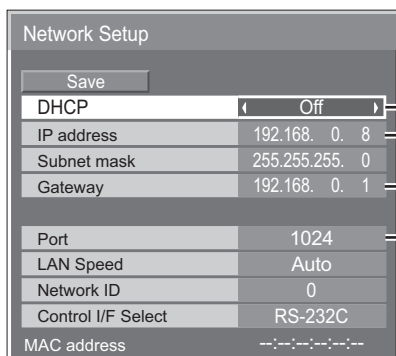 Network Setup
Save
DHCP Off
IP address 192.168. 0. 8
Subnet mask 255.255.255. 0
Gateway 192.168. 0. 1
Port 1024
LAN Speed Auto
Network ID 0
Control I/F Select RS-232C
MAC address --:--:--:--:--:--